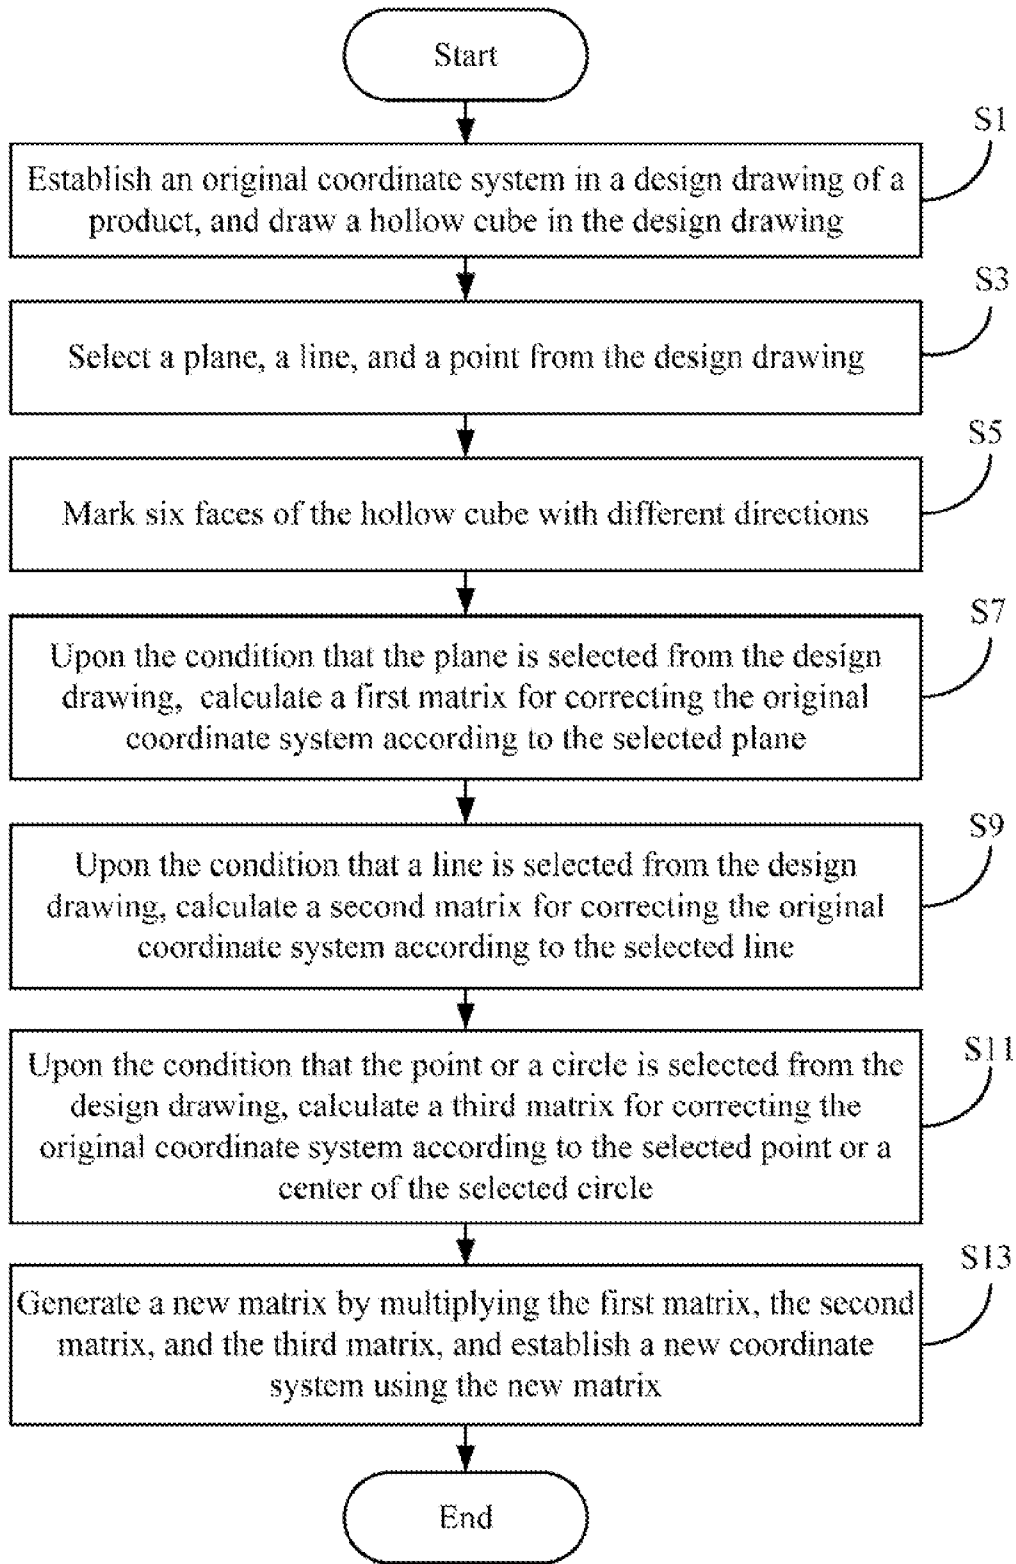 Start
S1
Establish an original coordinate system in a design drawing of a
product, and draw a hollow cube in the design drawing
S3
Select a plane, a line, and a point from the design drawing
S5
Mark six faces of the hollow cube with different directions
S7
Upon the condition that the plane is selected from the design
drawing, calculate a first matrix for correcting the original
coordinate system according to the selected plane
S9
Upon the condition that a line is selected from the design
drawing, calculate a second matrix for correcting the original
coordinate system according to the selected line
S11
Upon the condition that the point or a circle is selected from the
design drawing, calculate a third matrix for correcting the
original coordinate system according to the selected point or a
center of the selected circle
S13
Generate a new matrix by multiplying the first matrix, the second
matrix, and the third matrix, and establish a new coordinate
system using the new matrix
End